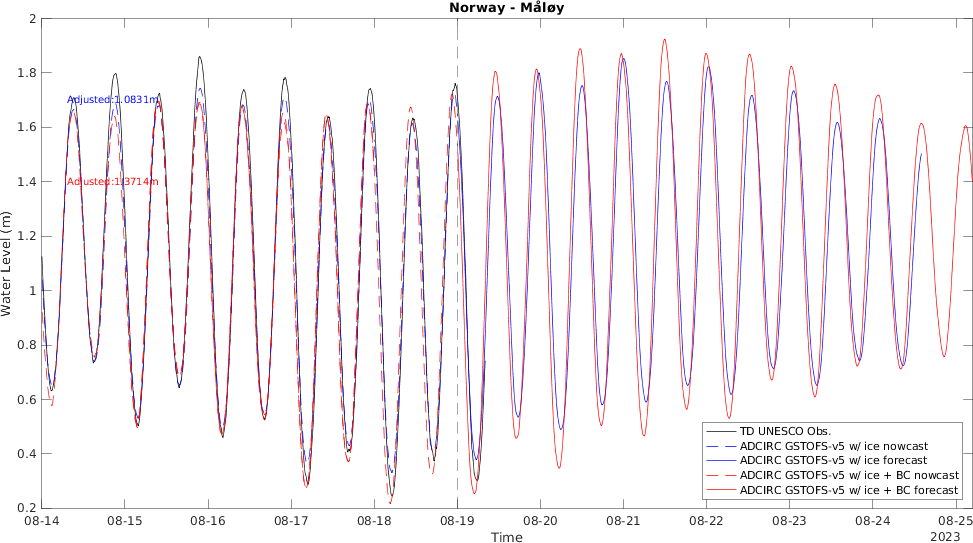 Norway - Måløy
2
1.8
1.6
1.4
1.2
1
0.8
0.6
0.4
0.2
Water Level (m)
Adjusted:1.0831m
Adjusted:1.3714m
TD UNESCO Obs.
ADCIRC GSTOFS-v5 w/ ice nowcast
ADCIRC GSTOFS-v5 w/ ice forecast
ADCIRC GSTOFS-v5 w/ ice + BC nowcast
ADCIRC GSTOFS-v5 w/ ice + BC forecast
08-14 08-15 08-16 08-17 08-18 08-19 08-20 08-21 08-22 08-23 08-24 08-25
Time
2023